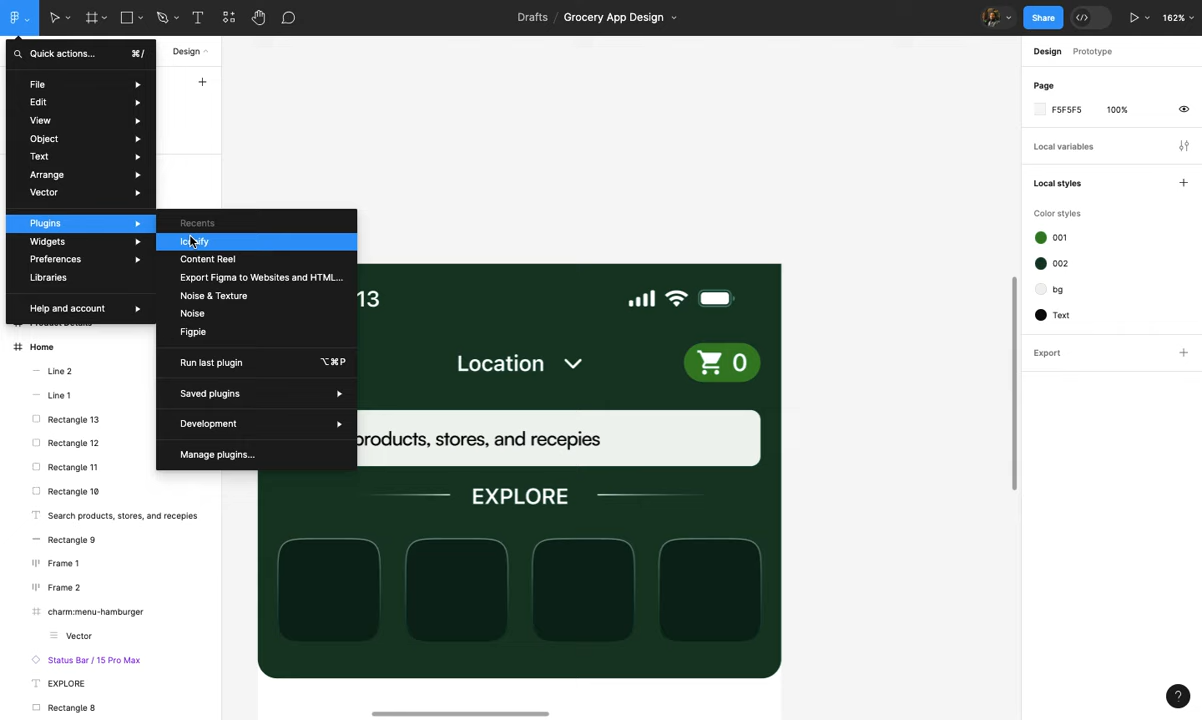 Drafts / Grocery App Design
Share
162%
Quick actions... ⌘/
Design
File
Edit
View
Object
Text
Arrange
Vector
Plugins
Widgets
Preferences
Libraries
Help and account
Recents
Content Reel
Export Figma to Websites and HTML...
Noise & Texture
Noise
Figpie
Run last plugin ⌥⌘P
Saved plugins
Development
Manage plugins...
Home
Line 2
Line 1
Rectangle 13
Rectangle 12
Rectangle 11
Rectangle 10
Search products, stores, and recepies
Rectangle 9
Frame 1
Frame 2
charm:menu-hamburger
Vector
Status Bar / 15 Pro Max
EXPLORE
Rectangle 8
13
Location
0
products, stores, and recepies
EXPLORE
Design Prototype
Page
F5F5F5 100%
Local variables
Local styles
Color styles
001
002
bg
Text
Export
?